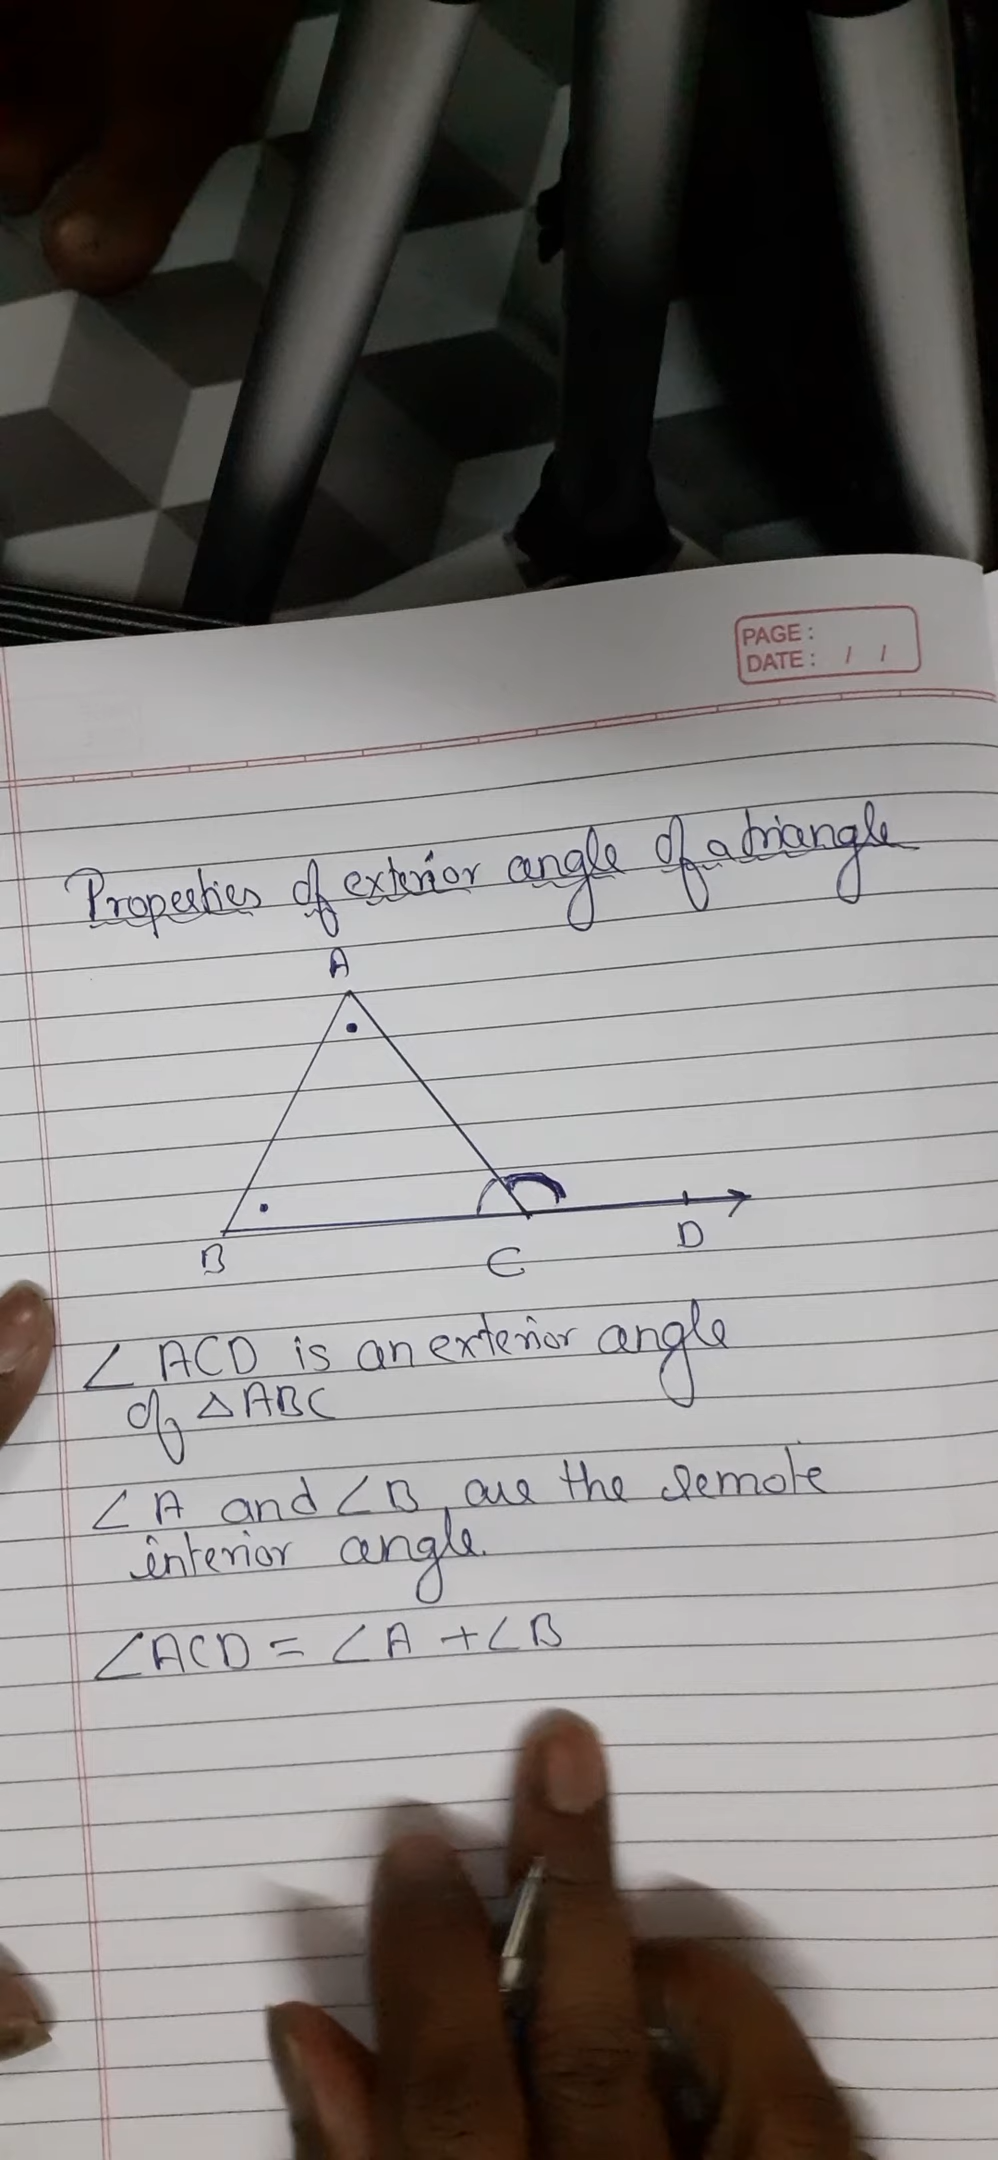 PAGE :
DATE : / /
Properties of exterior angle of a triangle
A
B
C
D
∠ ACD is an exterior angle
of △ABC
∠ A and ∠B, are the remote
interior angle.
∠ACD = ∠A + ∠B